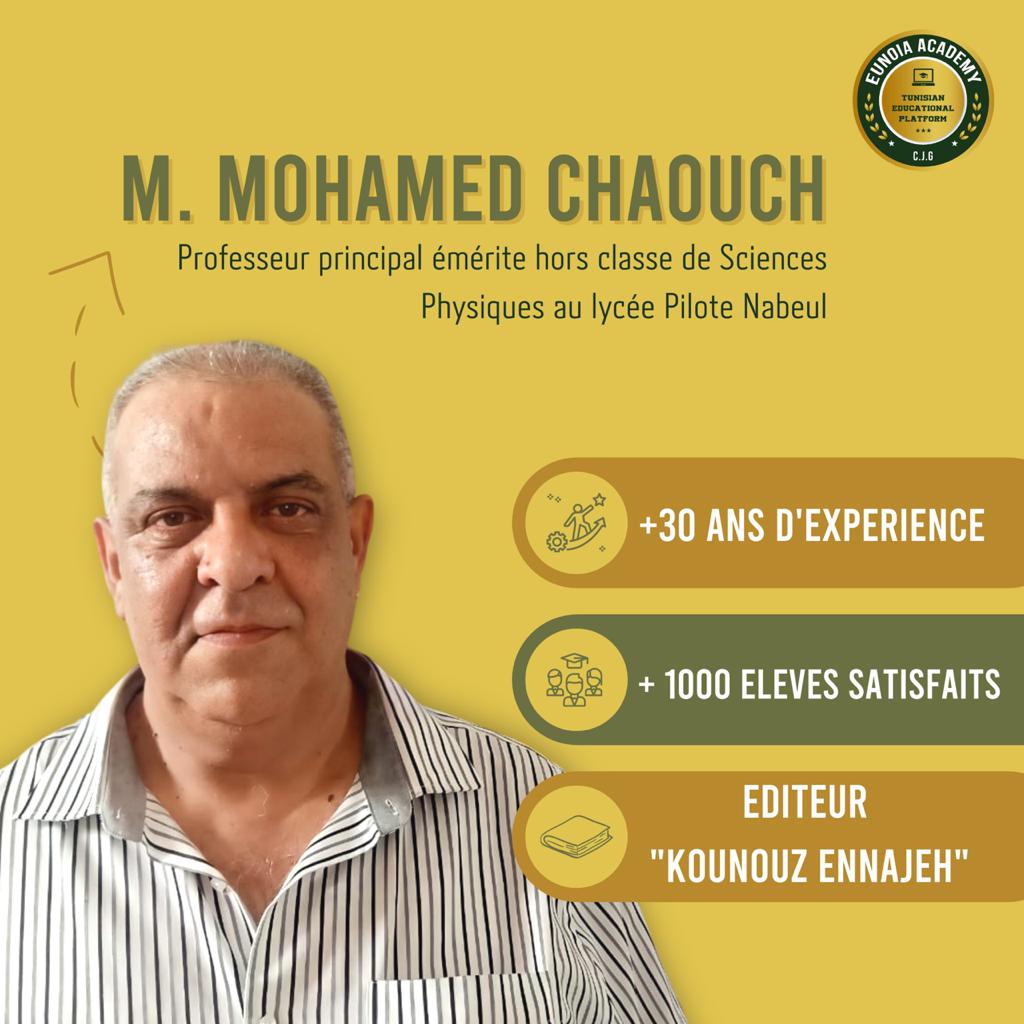 EUNOIA ACADEMY
TUNISIAN
EDUCATIONAL
PLATFORM
C.J.G
M. MOHAMED CHAOUCH
Professeur principal émérite hors classe de Sciences
Physiques au lycée Pilote Nabeul
+30 ANS D'EXPERIENCE
+ 1000 ELEVES SATISFAITS
EDITEUR
"KOUNOUZ ENNAJEH"